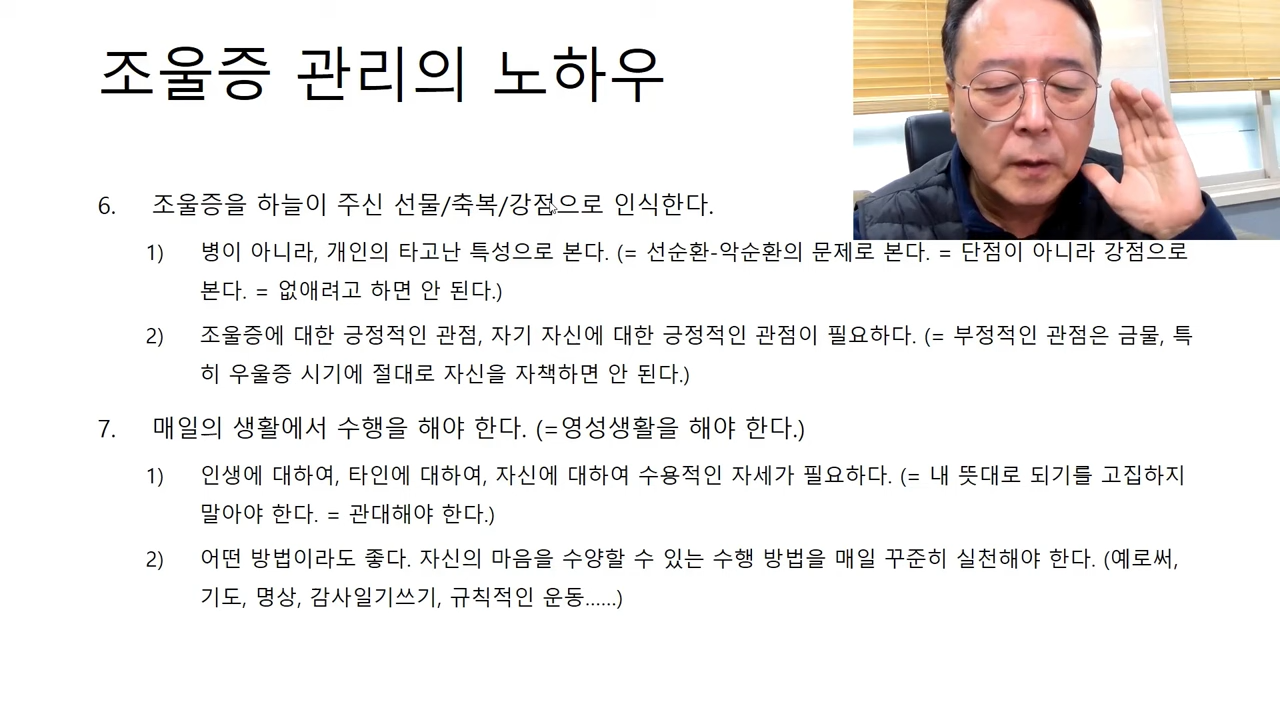 조울증 관리의 노하우
6. 조울증을 하늘이 주신 선물/축복/강점으로 인식한다.
1) 병이 아니라, 개인의 타고난 특성으로 본다. (= 선순환-악순환의 문제로 본다. = 단점이 아니라 강점으로
본다. = 없애려고 하면 안 된다.)
2) 조울증에 대한 긍정적인 관점, 자기 자신에 대한 긍정적인 관점이 필요하다. (= 부정적인 관점은 금물, 특
히 우울증 시기에 절대로 자신을 자책하면 안 된다.)
7. 매일의 생활에서 수행을 해야 한다. (=영성생활을 해야 한다.)
1) 인생에 대하여, 타인에 대하여, 자신에 대하여 수용적인 자세가 필요하다. (= 내 뜻대로 되기를 고집하지
말아야 한다. = 관대해야 한다.)
2) 어떤 방법이라도 좋다. 자신의 마음을 수양할 수 있는 수행 방법을 매일 꾸준히 실천해야 한다. (예로써,
기도, 명상, 감사일기쓰기, 규칙적인 운동......)